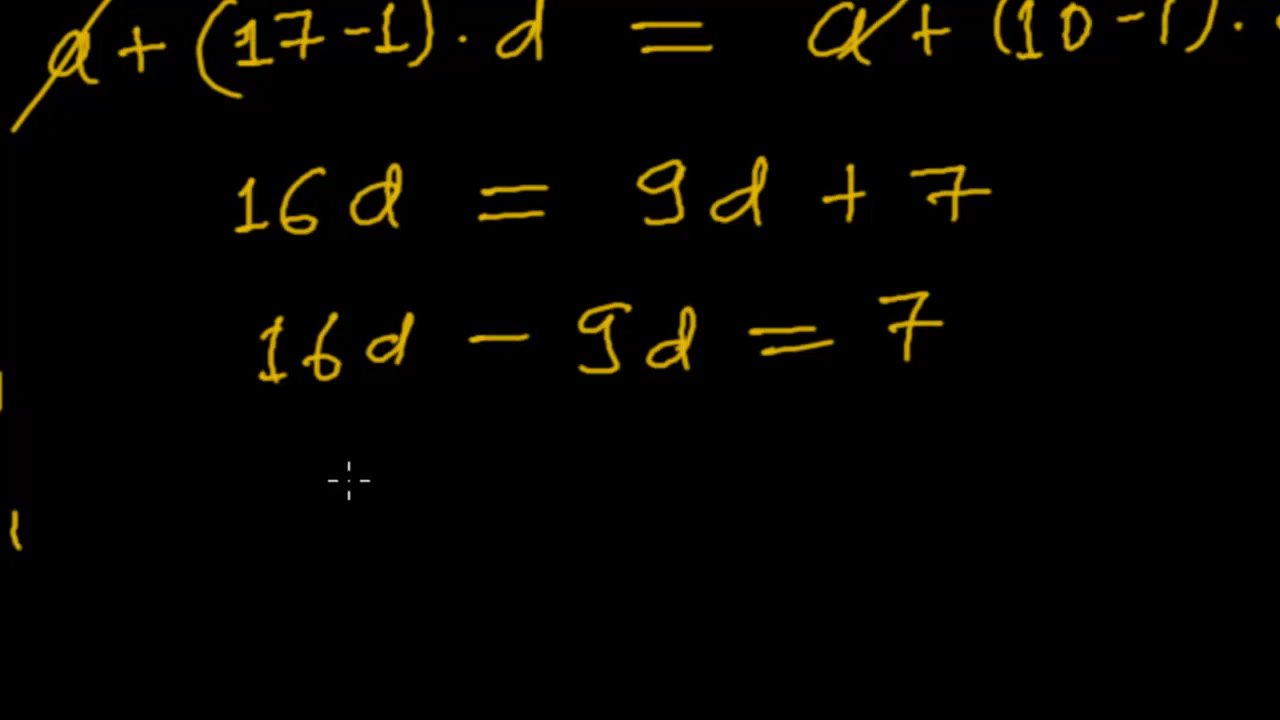 a + (17-1) · d = a + (10-1) ·
16d = 9d + 7
16d - 9d = 7